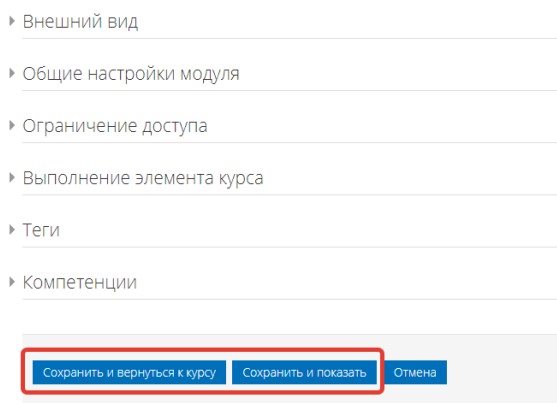 Внешний вид
Общие настройки модуля
Ограничение доступа
Выполнение элемента курса
Теги
Компетенции
Сохранить и вернуться к курсу Сохранить и показать Отмена